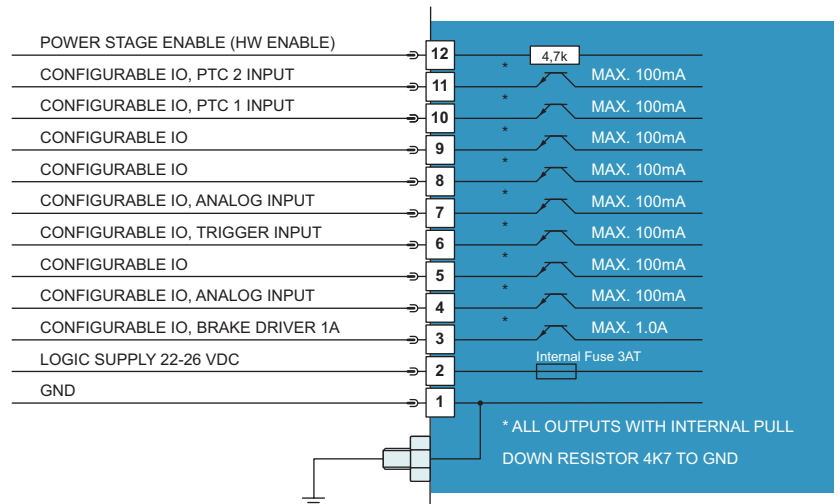 POWER STAGE ENABLE (HW ENABLE) 12 4,7k
CONFIGURABLE IO, PTC 2 INPUT 11 * MAX. 100mA
CONFIGURABLE IO, PTC 1 INPUT 10 * MAX. 100mA
CONFIGURABLE IO 9 * MAX. 100mA
CONFIGURABLE IO 8 * MAX. 100mA
CONFIGURABLE IO, ANALOG INPUT 7 * MAX. 100mA
CONFIGURABLE IO, TRIGGER INPUT 6 * MAX. 100mA
CONFIGURABLE IO 5 * MAX. 100mA
CONFIGURABLE IO, ANALOG INPUT 4 * MAX. 100mA
CONFIGURABLE IO, BRAKE DRIVER 1A 3 * MAX. 1.0A
LOGIC SUPPLY 22-26 VDC 2 Internal Fuse 3AT
GND 1
* ALL OUTPUTS WITH INTERNAL PULL
DOWN RESISTOR 4K7 TO GND